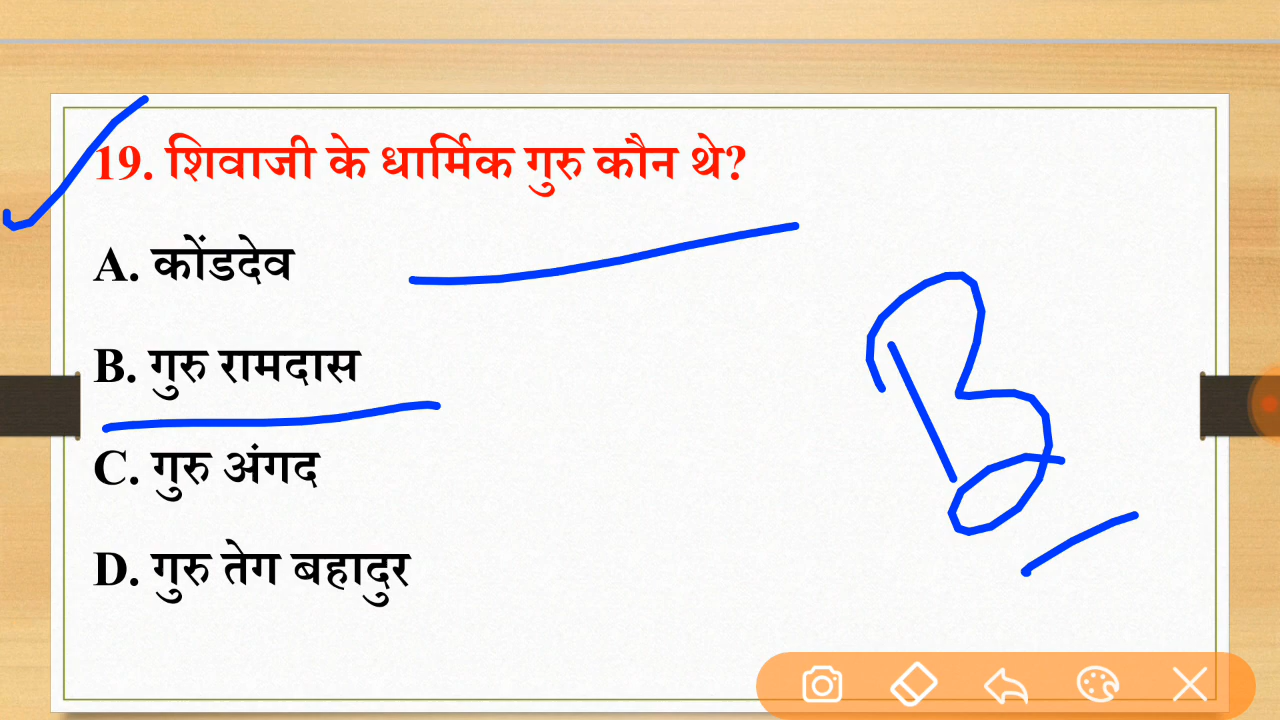 19. शिवाजी के धार्मिक गुरु कौन थे?
A. कोंडदेव
B. गुरु रामदास
C. गुरु अंगद
D. गुरु तेग बहादुर
B